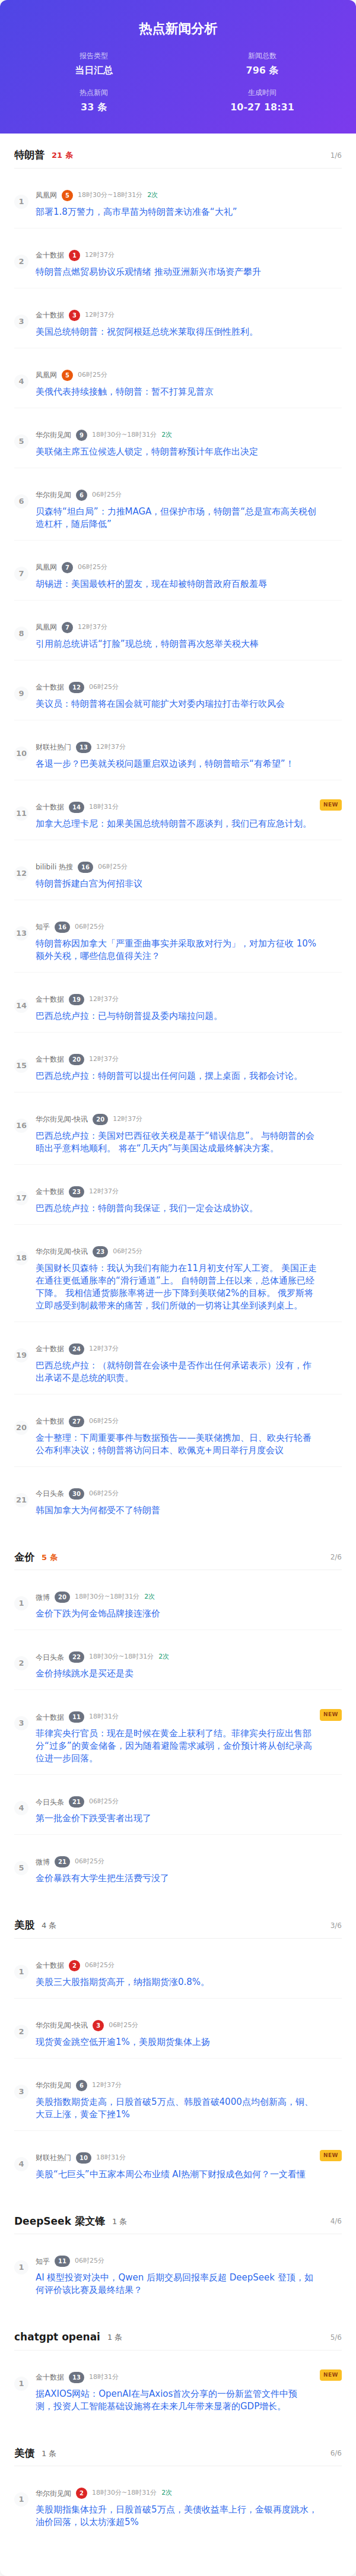 热点新闻分析
报告类型
新闻总数
当日汇总
796 条
热点新闻
生成时间
33 条
10-27 18:31
特朗普 21 条 1/6
1 凤凰网 5 18时30分~18时31分 2次
部署1.8万警力，高市早苗为特朗普来访准备“大礼”
2 金十数据 1 12时37分
特朗普点燃贸易协议乐观情绪 推动亚洲新兴市场资产攀升
3 金十数据 3 12时37分
美国总统特朗普：祝贺阿根廷总统米莱取得压倒性胜利。
4 凤凰网 5 06时25分
美俄代表持续接触，特朗普：暂不打算见普京
5 华尔街见闻 9 18时30分~18时31分 2次
美联储主席五位候选人锁定，特朗普称预计年底作出决定
6 华尔街见闻 6 06时25分
贝森特“坦白局”：力推MAGA，但保护市场，特朗普“总是宣布高关税创
造杠杆，随后降低”
7 凤凰网 7 06时25分
胡锡进：美国最铁杆的盟友，现在却被特朗普政府百般羞辱
8 凤凰网 7 12时37分
引用前总统讲话“打脸”现总统，特朗普再次怒举关税大棒
9 金十数据 12 06时25分
美议员：特朗普将在国会就可能扩大对委内瑞拉打击举行吹风会
10 财联社热门 13 12时37分
各退一步？巴美就关税问题重启双边谈判，特朗普暗示“有希望”！
11 金十数据 14 18时31分 NEW
加拿大总理卡尼：如果美国总统特朗普不愿谈判，我们已有应急计划。
12 bilibili 热搜 16 06时25分
特朗普拆建白宫为何招非议
13 知乎 16 06时25分
特朗普称因加拿大「严重歪曲事实并采取敌对行为」，对加方征收 10%
额外关税，哪些信息值得关注？
14 金十数据 19 12时37分
巴西总统卢拉：已与特朗普提及委内瑞拉问题。
15 金十数据 20 12时37分
巴西总统卢拉：特朗普可以提出任何问题，摆上桌面，我都会讨论。
16 华尔街见闻-快讯 20 12时37分
巴西总统卢拉：美国对巴西征收关税是基于“错误信息”。 与特朗普的会
晤出乎意料地顺利。 将在“几天内”与美国达成最终解决方案。
17 金十数据 23 12时37分
巴西总统卢拉：特朗普向我保证，我们一定会达成协议。
18 华尔街见闻-快讯 23 06时25分
美国财长贝森特：我认为我们有能力在11月初支付军人工资。 美国正走
在通往更低通胀率的“滑行通道”上。 自特朗普上任以来，总体通胀已经
下降。 我相信通货膨胀率将进一步下降到美联储2%的目标。 俄罗斯将
立即感受到制裁带来的痛苦，我们所做的一切将让其坐到谈判桌上。
19 金十数据 24 12时37分
巴西总统卢拉：（就特朗普在会谈中是否作出任何承诺表示）没有，作
出承诺不是总统的职责。
20 金十数据 27 06时25分
金十整理：下周重要事件与数据预告——美联储携加、日、欧央行轮番
公布利率决议；特朗普将访问日本、欧佩克+周日举行月度会议
21 今日头条 30 06时25分
韩国加拿大为何都受不了特朗普
金价 5 条 2/6
1 微博 20 18时30分~18时31分 2次
金价下跌为何金饰品牌接连涨价
2 今日头条 22 18时30分~18时31分 2次
金价持续跳水是买还是卖
3 金十数据 11 18时31分 NEW
菲律宾央行官员：现在是时候在黄金上获利了结。菲律宾央行应出售部
分“过多”的黄金储备，因为随着避险需求减弱，金价预计将从创纪录高
位进一步回落。
4 今日头条 21 06时25分
第一批金价下跌受害者出现了
5 微博 21 06时25分
金价暴跌有大学生把生活费亏没了
美股 4 条 3/6
1 金十数据 2 06时25分
美股三大股指期货高开，纳指期货涨0.8%。
2 华尔街见闻-快讯 3 06时25分
现货黄金跳空低开逾1%，美股期货集体上扬
3 华尔街见闻 6 12时37分
美股指数期货走高，日股首破5万点、韩股首破4000点均创新高，铜、
大豆上涨，黄金下挫1%
4 财联社热门 10 18时31分 NEW
美股“七巨头”中五家本周公布业绩 AI热潮下财报成色如何？一文看懂
DeepSeek 梁文锋 1 条 4/6
1 知乎 11 06时25分
AI 模型投资对决中，Qwen 后期交易回报率反超 DeepSeek 登顶，如
何评价该比赛及最终结果？
chatgpt openai 1 条 5/6
1 金十数据 13 18时31分 NEW
据AXIOS网站：OpenAI在与Axios首次分享的一份新监管文件中预
测，投资人工智能基础设施将在未来几年带来显著的GDP增长。
美债 1 条 6/6
1 华尔街见闻 2 18时30分~18时31分 2次
美股期指集体拉升，日股首破5万点，美债收益率上行，金银再度跳水，
油价回落，以太坊涨超5%